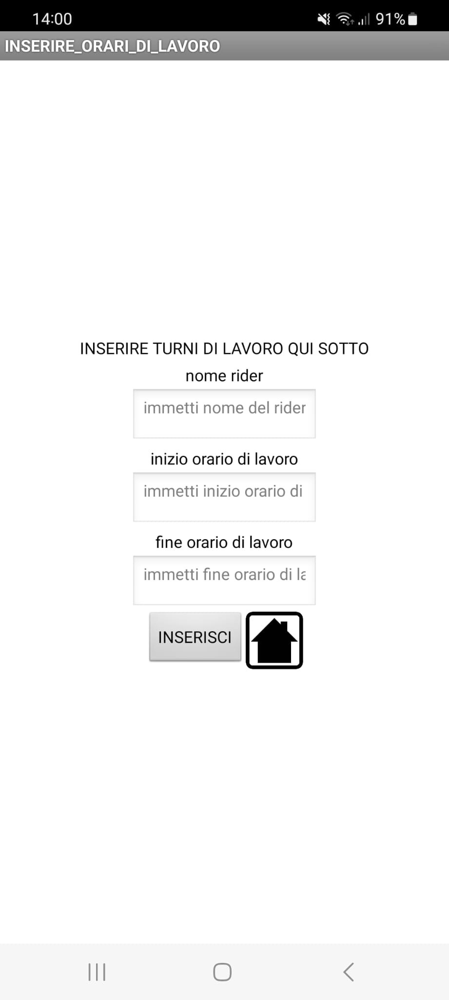 14:00
91%
INSERIRE_ORARI_DI_LAVORO
INSERIRE TURNI DI LAVORO QUI SOTTO
nome rider
immetti nome del rider
inizio orario di lavoro
immetti inizio orario di
fine orario di lavoro
immetti fine orario di la
INSERISCI